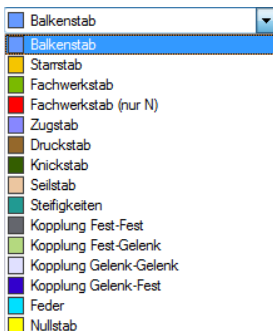 Balkenstab
Balkenstab
Starrstab
Fachwerkstab
Fachwerkstab (nur N)
Zugstab
Druckstab
Knickstab
Seilstab
Steifigkeiten
Kopplung Fest-Fest
Kopplung Fest-Gelenk
Kopplung Gelenk-Gelenk
Kopplung Gelenk-Fest
Feder
Nullstab